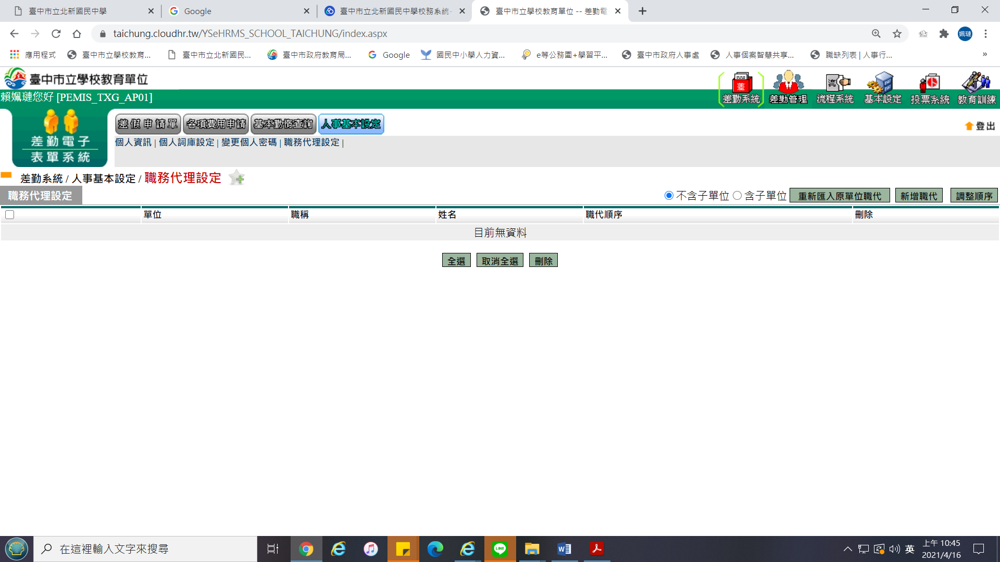 臺中市立北新國民中學
Google
臺中市立北新國民中學校務系統-
臺中市立學校教育單位 -- 差勤電
taichung.cloudhr.tw/YSeHRMS_SCHOOL_TAICHUNG/index.aspx
姵璉
應用程式
臺中市立學校教育...
臺中市立北新國民...
臺中市政府教育局...
Google
國民中小學人力資...
e等公務園+學習平...
臺中市政府人事處
人事個案智慧共享...
職缺列表 | 人事行...
»
臺中市立學校教育單位
賴姵璉您好 [PEMIS_TXG_AP01]
差
流
差勤系統
差勤管理
流程系統
基本設定
投票系統
教育訓練
差勤電子
表單系統
差假申請單
各項費用申請
基本勤惰查詢
人事基本設定
登出
個人資訊 | 個人詞庫設定 | 變更個人密碼 | 職務代理設定 |
差勤系統 / 人事基本設定 / 職務代理設定
職務代理設定
不含子單位
含子單位
重新匯入原單位職代
新增職代
調整順序
單位
職稱
姓名
職代順序
刪除
目前無資料
全選
取消全選
刪除
在這裡輸入文字來搜尋
LINE
英
上午 10:45
2021/4/16